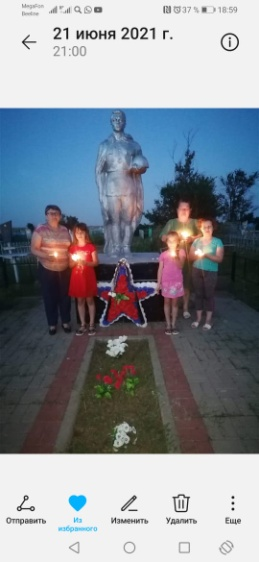 MegaFon
Beeline
37 %
18:59
21 июня 2021 г.
21:00
Отправить
Из
избранного
Изменить
Удалить
Еще